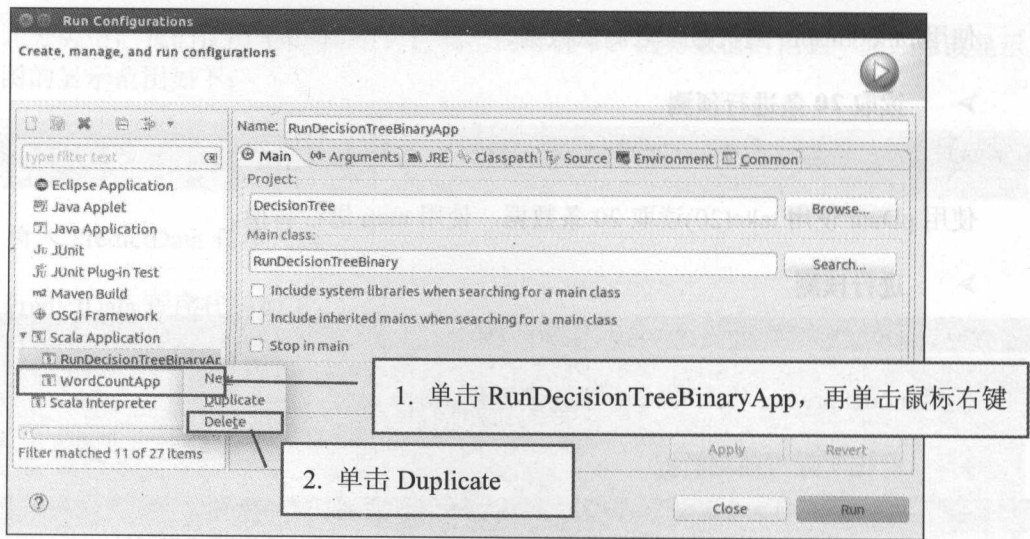 Run Configurations
Create, manage, and run configurations
type filter text
Eclipse Application
Java Applet
Java Application
JUnit
JUnit Plug-in Test
Maven Build
OSGi Framework
Scala Application
RunDecisionTreeBinaryAr
WordCountApp
Scala Interpreter
Filter matched 11 of 27 items
New
Duplicate
Delete
Name: RunDecisionTreeBinaryApp
Main Arguments JRE Classpath Source Environment Common
Project:
DecisionTree Browse...
Main class:
RunDecisionTreeBinary Search...
Include system libraries when searching for a main class
Include inherited mains when searching for a main class
Stop in main
1. 单击 RunDecisionTreeBinaryApp，再单击鼠标右键
2. 单击 Duplicate
Apply Revert
Close Run